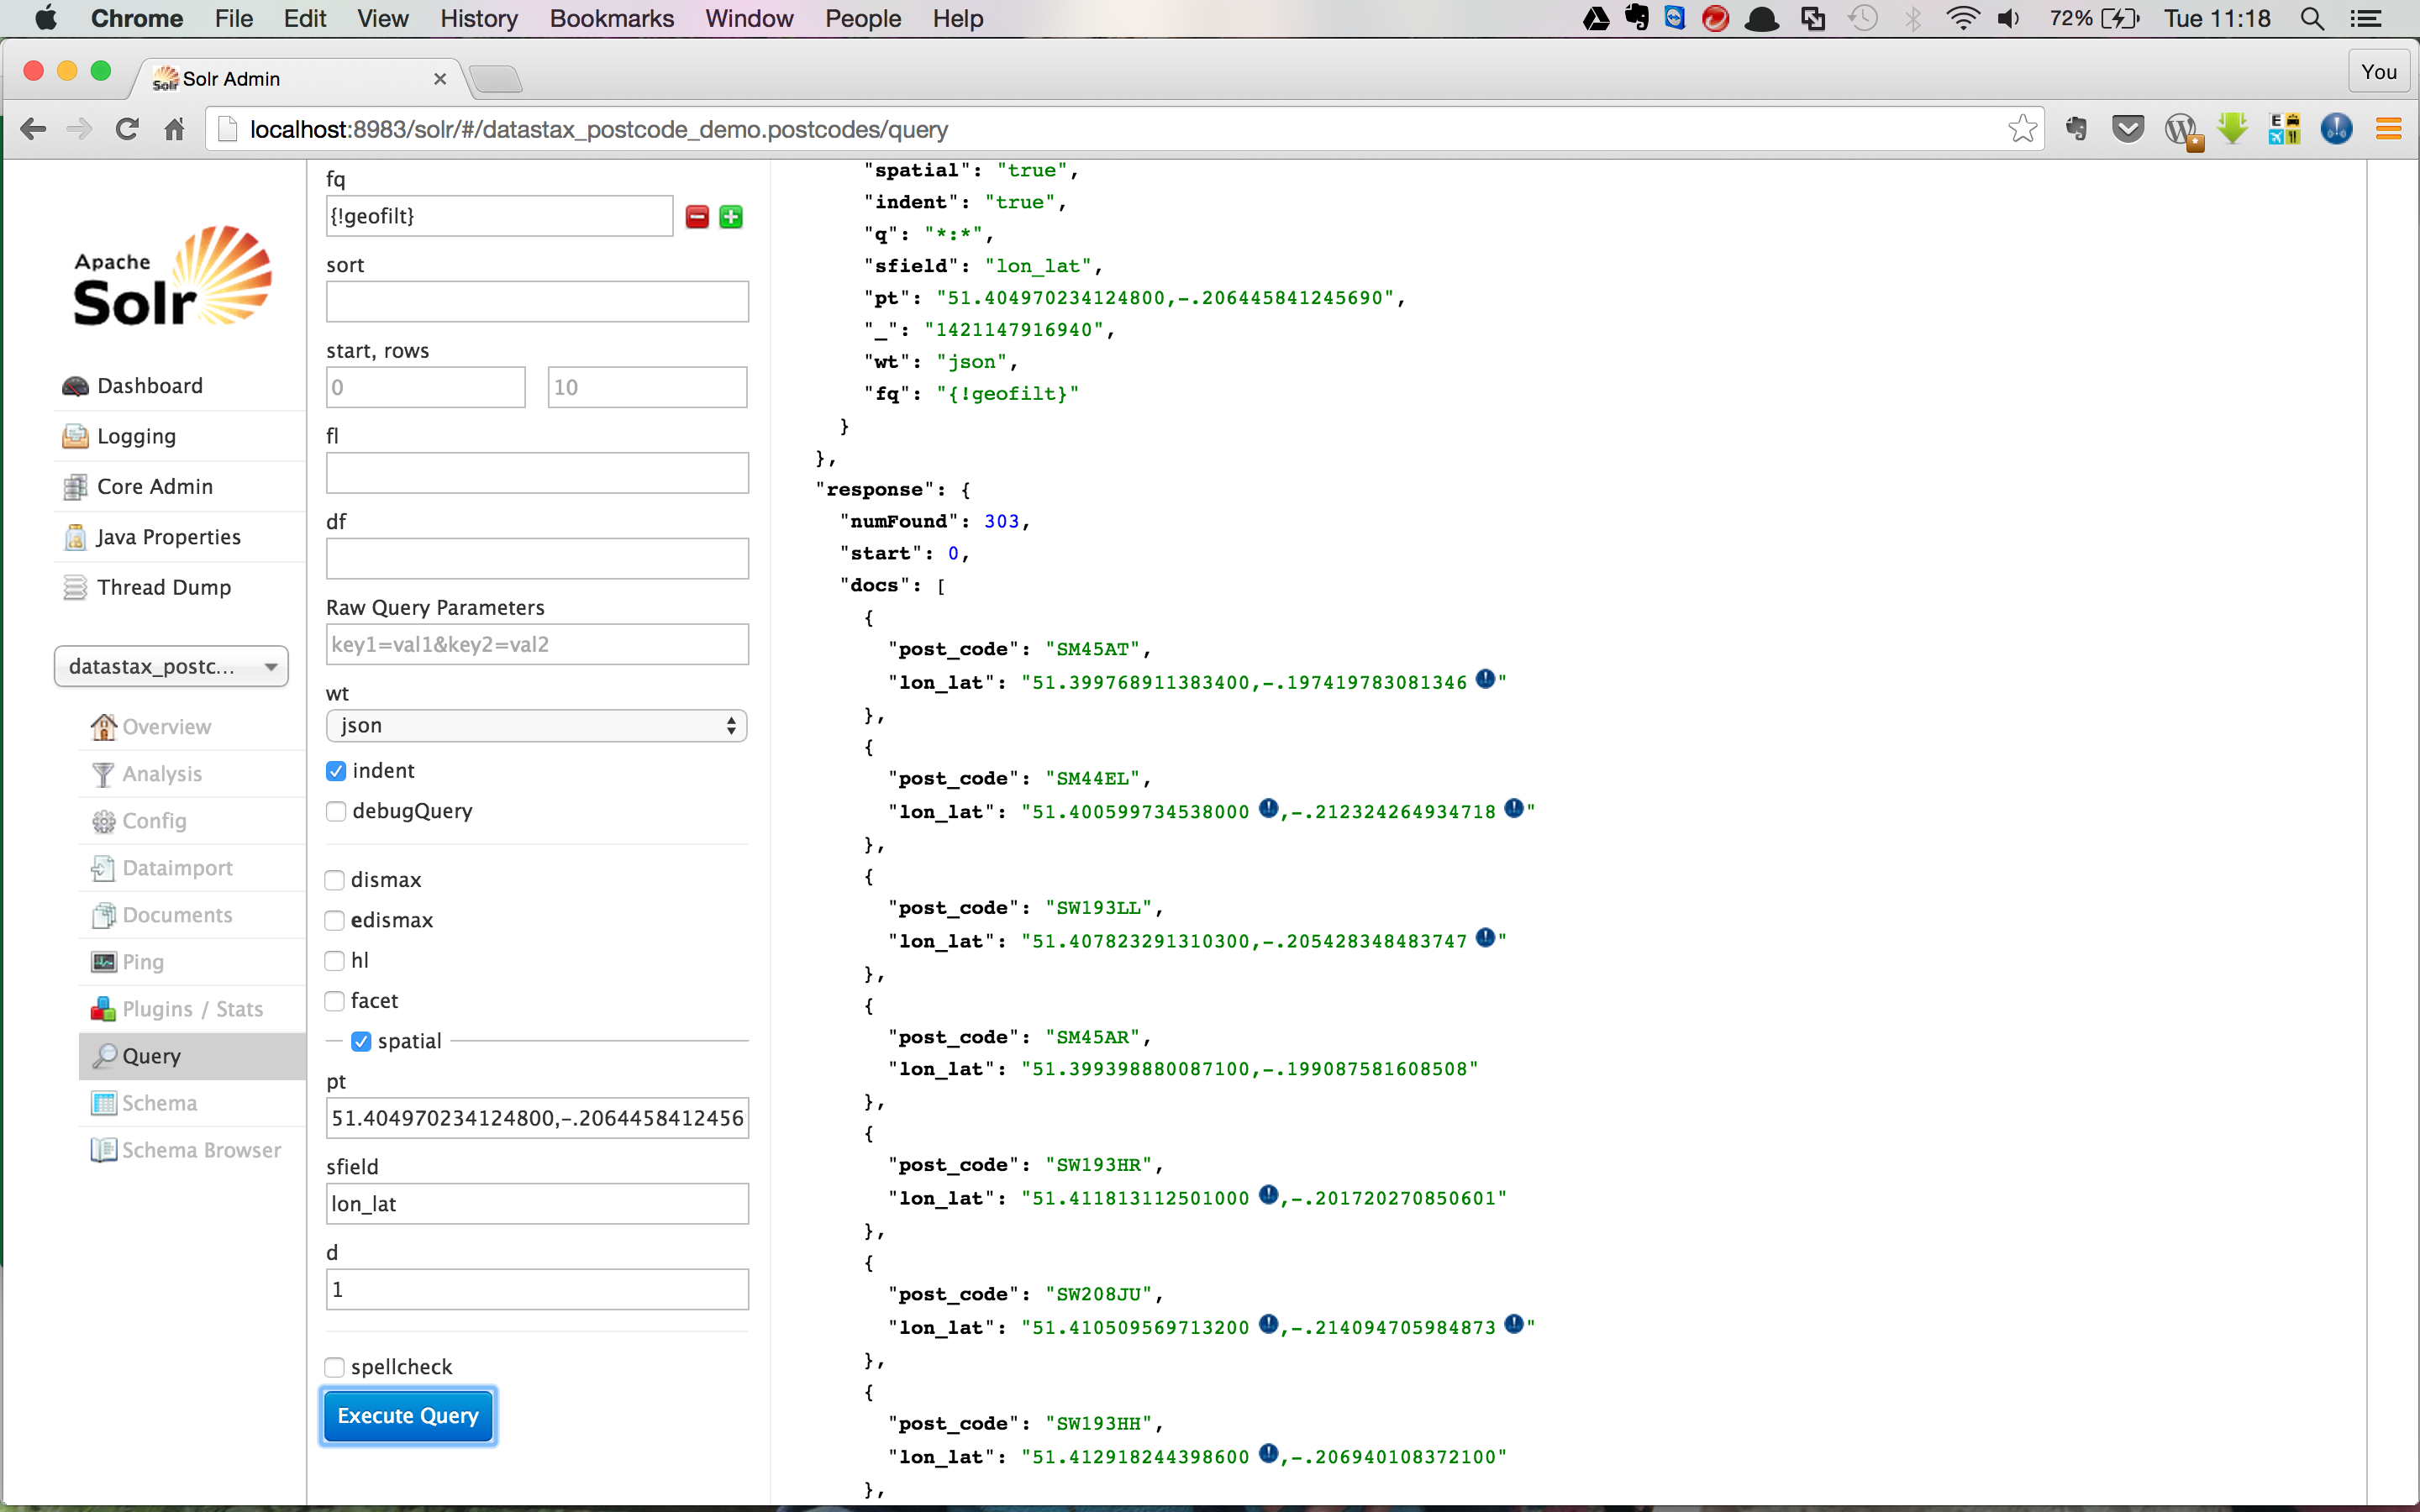 Chrome File Edit View History Bookmarks Window People Help 72% Tue 11:18
Solr Admin
You
localhost:8983/solr/#/datastax_postcode_demo.postcodes/query
Apache
Solr
Dashboard
Logging
Core Admin
Java Properties
Thread Dump
datastax_postc...
Overview
Analysis
Config
Dataimport
Documents
Ping
Plugins / Stats
Query
Schema
Schema Browser
fq
{!geofilt}
sort
start, rows
0 10
fl
df
Raw Query Parameters
key1=val1&key2=val2
wt
json
indent
debugQuery
dismax
edismax
hl
facet
spatial
pt
51.404970234124800,-.2064458412456
sfield
lon_lat
d
1
spellcheck
Execute Query
"spatial": "true",
"indent": "true",
"q": "*:*",
"sfield": "lon_lat",
"pt": "51.404970234124800,-.206445841245690",
"_": "1421147916940",
"wt": "json",
"fq": "{!geofilt}"
}
},
"response": {
"numFound": 303,
"start": 0,
"docs": [
{
"post_code": "SM45AT",
"lon_lat": "51.399768911383400,-.197419783081346"
},
{
"post_code": "SM44EL",
"lon_lat": "51.400599734538000,-.212324264934718"
},
{
"post_code": "SW193LL",
"lon_lat": "51.407823291310300,-.205428348483747"
},
{
"post_code": "SM45AR",
"lon_lat": "51.399398880087100,-.199087581608508"
},
{
"post_code": "SW193HR",
"lon_lat": "51.411813112501000,-.201720270850601"
},
{
"post_code": "SW208JU",
"lon_lat": "51.410509569713200,-.214094705984873"
},
{
"post_code": "SW193HH",
"lon_lat": "51.412918244398600,-.206940108372100"
},